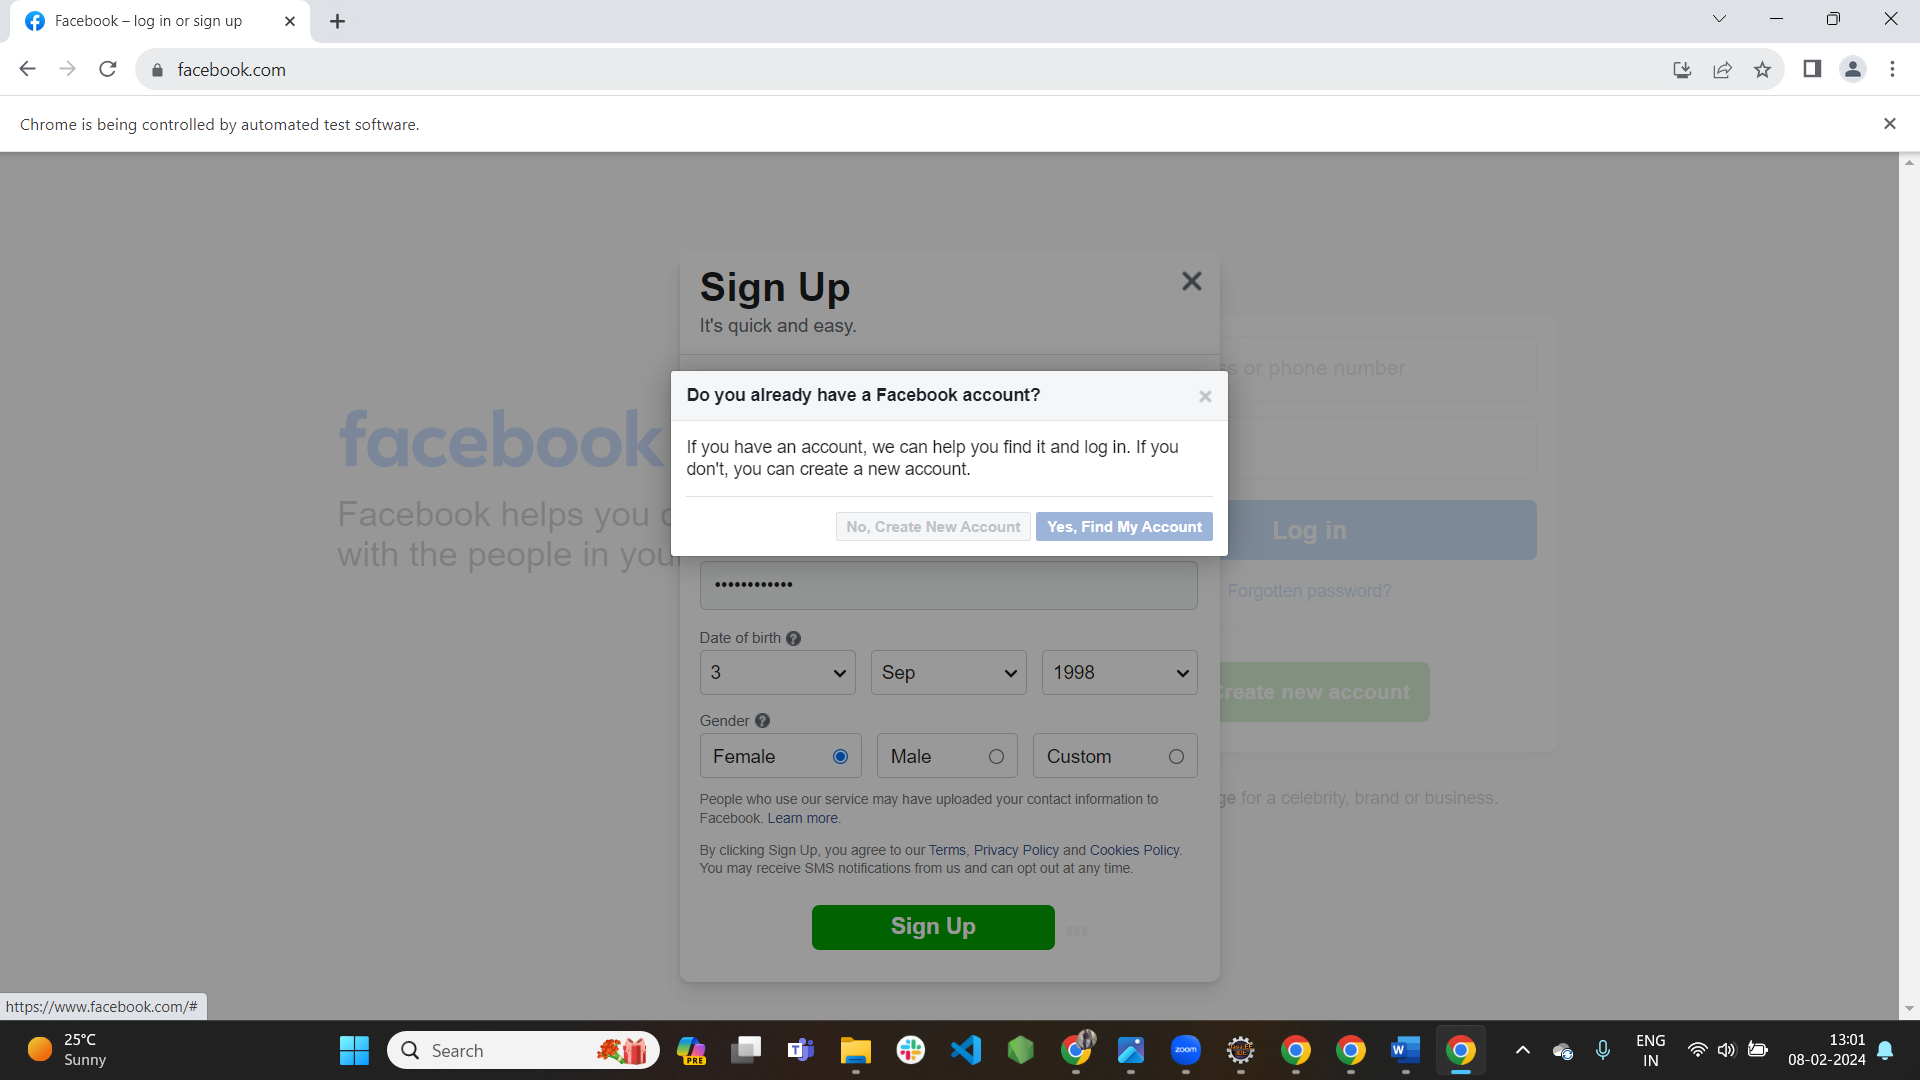 Facebook – log in or sign up
facebook.com
Chrome is being controlled by automated test software.
Sign Up
It's quick and easy.
Do you already have a Facebook account?
If you have an account, we can help you find it and log in. If you
don't, you can create a new account.
No, Create New Account
Yes, Find My Account
facebook
Facebook helps you
with the people in
or phone number
Log in
Forgotten password?
new account
for a celebrity, brand or business.
••••••••••••
Date of birth
3
Sep
1998
Gender
Female
Male
Custom
People who use our service may have uploaded your contact information to
Facebook. Learn more.
By clicking Sign Up, you agree to our Terms, Privacy Policy and Cookies Policy.
You may receive SMS notifications from us and can opt out at any time.
Sign Up
https://www.facebook.com/#
25°C
Sunny
Search
PRE
zoom
IDE
W
ENG
IN
13:01
08-02-2024